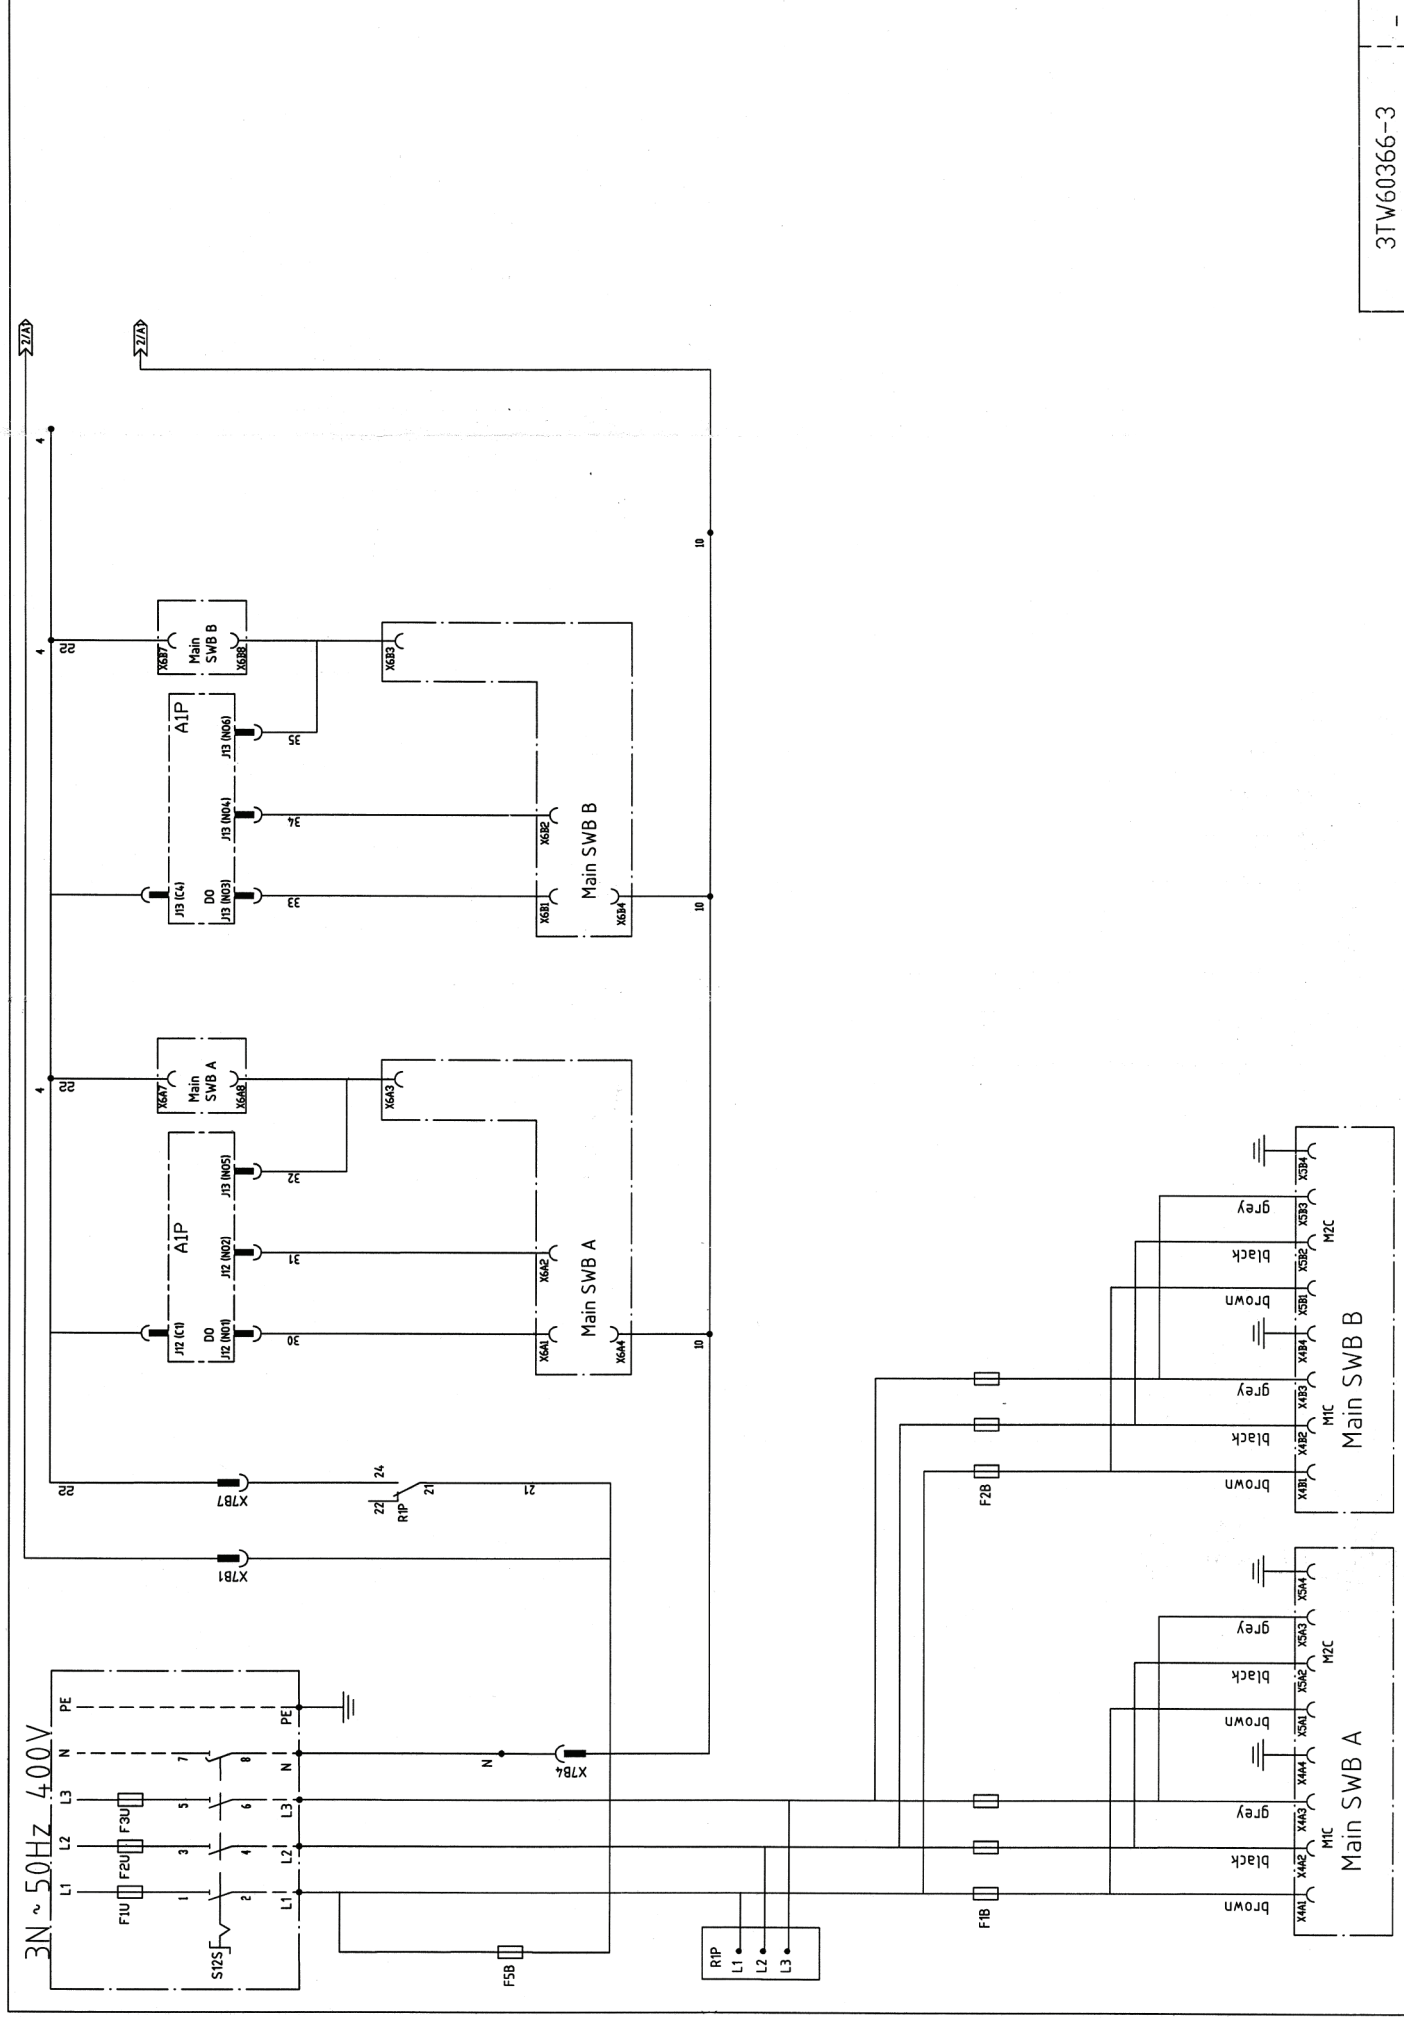 3N ~ 50Hz 400V
L1
L2
L3
N
PE
F1U
F2U
F3U
1
3
5
7
S12S
2
4
6
8
L1
L2
L3
N
PE
F5B
N
X7B4
X7B1
X7B7
22
22
24
R1P
21
21
R1P
L1
L2
L3
2/A1
2/A1
4
22
J12 (C1)
A1P
DO
J12 (NO1)
J12 (NO2)
J13 (NO5)
X6A7
Main
SWB A
X6A8
30
31
32
X6A3
X6A1
X6A2
Main SWB A
X6A4
10
4
22
J13 (C4)
A1P
DO
J13 (NO3)
J13 (NO4)
J13 (NO6)
X6B7
Main
SWB B
X6B8
33
34
35
X6B3
X6B1
X6B2
Main SWB B
X6B4
10
4
10
F1B
F2B
brown
black
grey
brown
black
grey
X4A1
X4A2
X4A3
X4A4
X5A1
X5A2
X5A3
X5A4
M1C
M2C
Main SWB A
brown
black
grey
brown
black
grey
X4B1
X4B2
X4B3
X4B4
X5B1
X5B2
X5B3
X5B4
M1C
M2C
Main SWB B
3TW60366-3
-